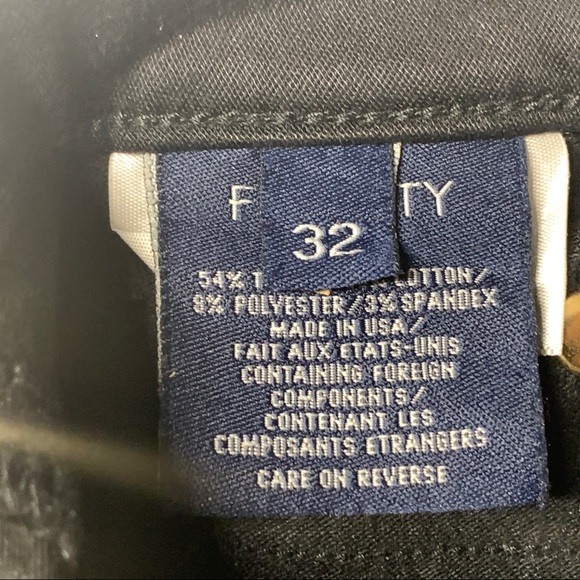 F TY
32
54% T COTTON/
8% POLYESTER/3% SPANDEX
MADE IN USA/
FAIT AUX ETATS-UNIS
CONTAINING FOREIGN
COMPONENTS/
CONTENANT LES
COMPOSANTS ETRANGERS
CARE ON REVERSE